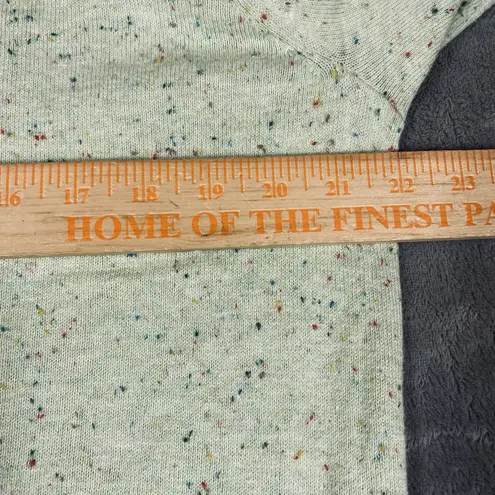 16 17 18 19 20 21 22 23
HOME OF THE FINEST PA